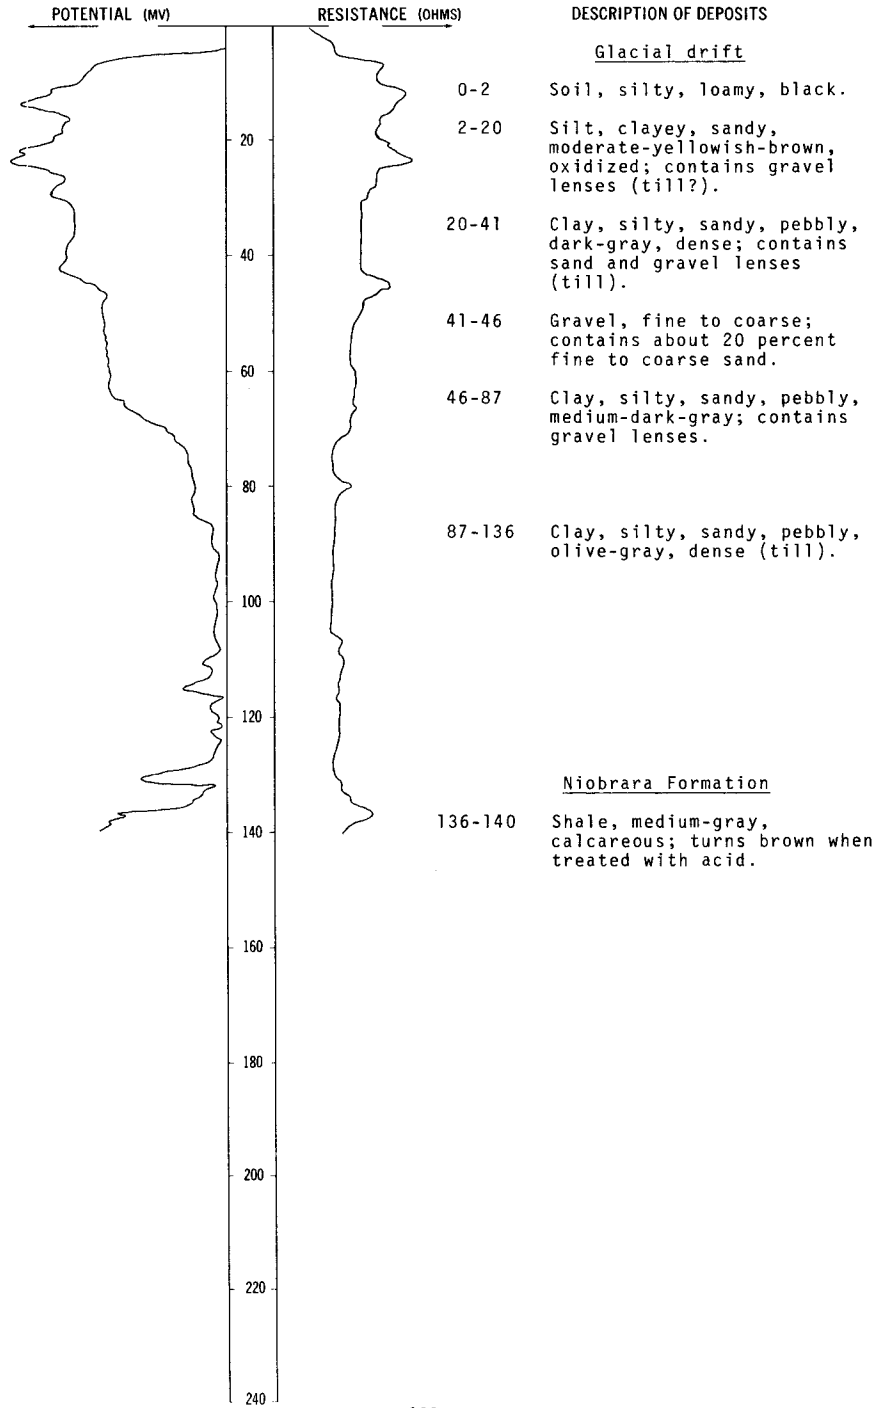 POTENTIAL (MV)
RESISTANCE (OHMS)
DESCRIPTION OF DEPOSITS
Glacial drift
0-2 Soil, silty, loamy, black.
2-20 Silt, clayey, sandy,
moderate-yellowish-brown,
oxidized; contains gravel
lenses (till?).
20-41 Clay, silty, sandy, pebbly,
dark-gray, dense; contains
sand and gravel lenses
(till).
41-46 Gravel, fine to coarse;
contains about 20 percent
fine to coarse sand.
46-87 Clay, silty, sandy, pebbly,
medium-dark-gray; contains
gravel lenses.
87-136 Clay, silty, sandy, pebbly,
olive-gray, dense (till).
Niobrara Formation
136-140 Shale, medium-gray,
calcareous; turns brown when
treated with acid.
20
40
60
80
100
120
140
160
180
200
220
240